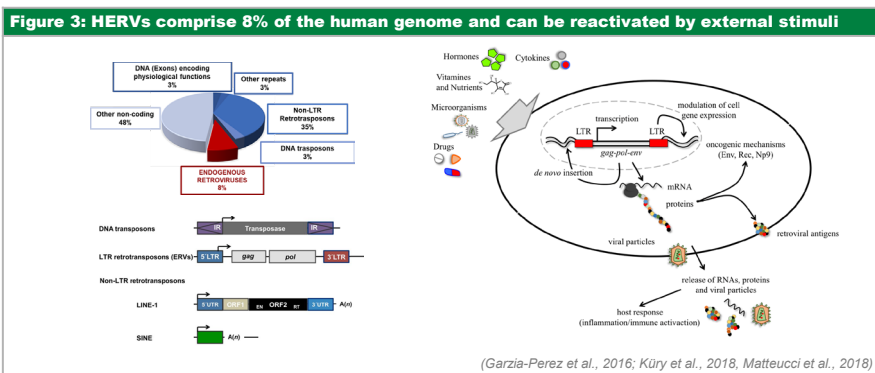 Figure 3: HERVs comprise 8% of the human genome and can be reactivated by external stimuli
DNA (Exons) encoding
physiological functions
3%
Other repeats
3%
Other non-coding
48%
Non-LTR
Retrotrasposons
35%
DNA trasposons
3%
ENDOGENOUS
RETROVIRUSES
8%
DNA transposons
IR
Transposase
IR
LTR retrotransposons (ERVs)
5'LTR
gag
pol
3'LTR
Non-LTR retrotransposons
LINE-1
5'UTR
ORF1
EN
ORF2
RT
3'UTR
A(n)
SINE
A(n)
Hormones
Cytokines
Vitamines
and Nutrients
Microorganisms
Drugs
transcription
modulation of cell
gene expression
LTR
LTR
gag-pol-env
de novo insertion
oncogenic mechanisms
(Env, Rec, Np9)
mRNA
proteins
retroviral antigens
viral particles
release of RNAs, proteins
and viral particles
host response
(inflammation/immune activaction)
(Garzia-Perez et al., 2016; Küry et al., 2018, Matteucci et al., 2018)